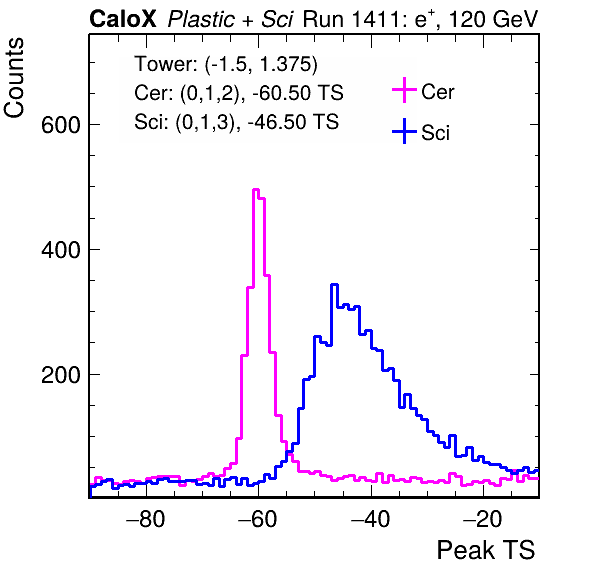 CaloX Plastic + Sci Run 1411: e⁺, 120 GeV
Counts
Tower: (-1.5, 1.375)
Cer: (0,1,2), -60.50 TS
Sci: (0,1,3), -46.50 TS
Cer
Sci
600
400
200
−80 −60 −40 −20
Peak TS